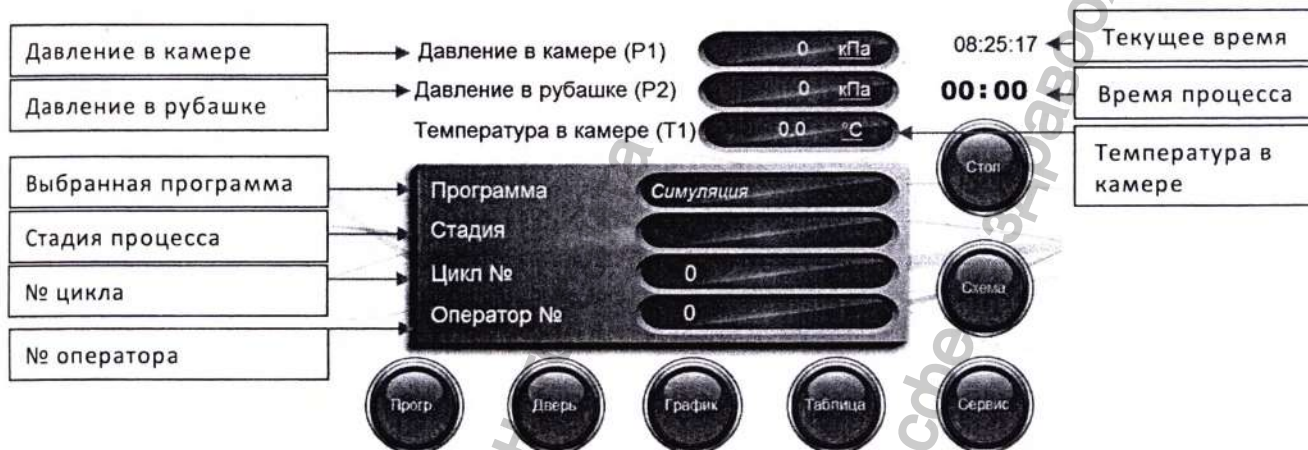 Давление в камере
Давление в рубашке
Выбранная программа
Стадия процесса
№ цикла
№ оператора
Давление в камере (P1) 0 кПа
Давление в рубашке (P2) 0 кПа
Температура в камере (T1) 0.0 °C
08:25:17
00:00
Текущее время
Время процесса
Температура в камере
Программа Симуляция
Стадия
Цикл № 0
Оператор № 0
Стоп
Схема
Прогр
Дверь
График
Таблица
Сервис